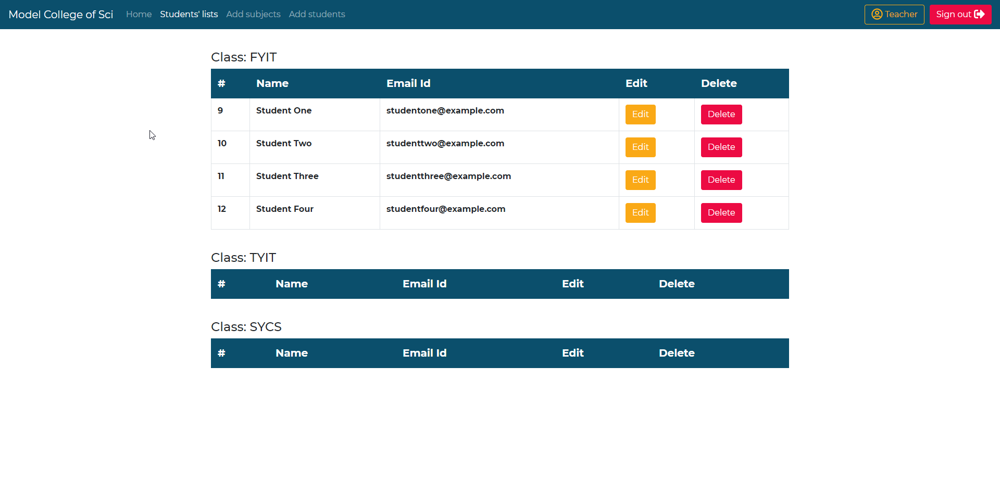 Model College of Sci Home Students' lists Add subjects Add students Teacher Sign out
Class: FYIT
# Name Email Id Edit Delete
9 Student One studentone@example.com Edit Delete
10 Student Two studenttwo@example.com Edit Delete
11 Student Three studentthree@example.com Edit Delete
12 Student Four studentfour@example.com Edit Delete
Class: TYIT
# Name Email Id Edit Delete
Class: SYCS
# Name Email Id Edit Delete